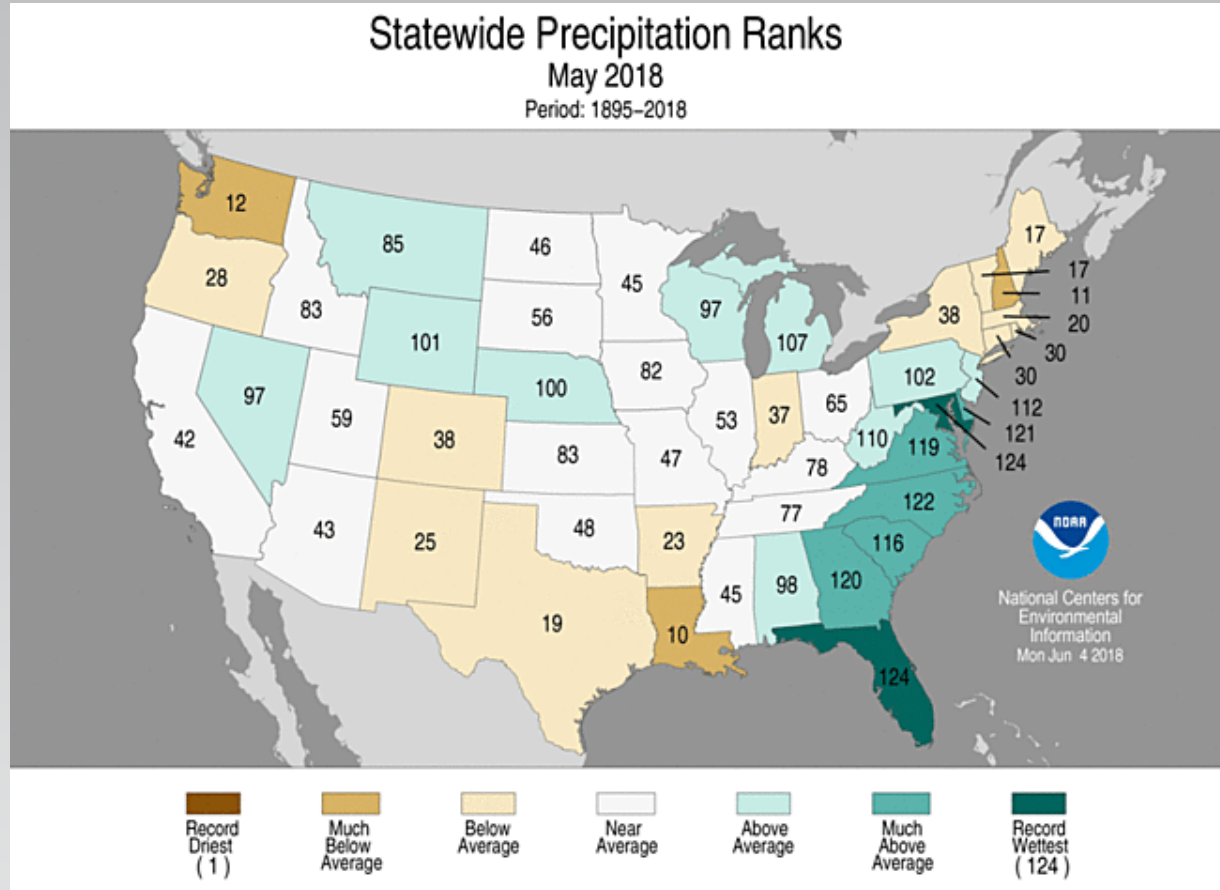 Statewide Precipitation Ranks
May 2018
Period: 1895–2018
12
85
46
45
17
28
83
101
56
97
107
38
17
11
20
30
30
112
121
124
97
59
38
100
82
53
37
65
102
110
119
42
83
47
78
43
25
48
23
77
122
116
19
10
45
98
120
124
NOAA
National Centers for
Environmental
Information
Mon Jun 4 2018
Record
Driest
( 1 )
Much
Below
Average
Below
Average
Near
Average
Above
Average
Much
Above
Average
Record
Wettest
( 124 )